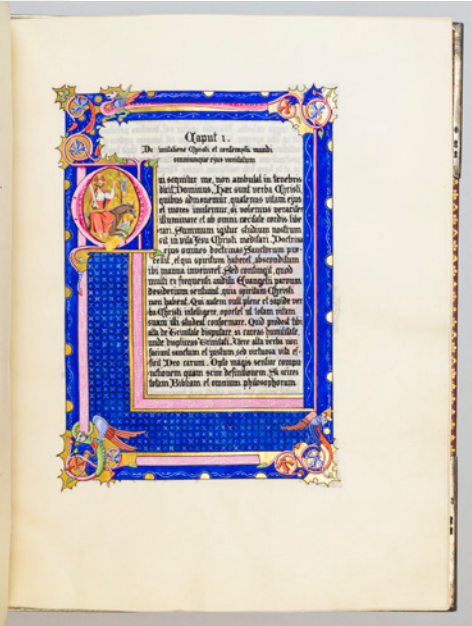 Caput 1.
De imitatione Christi et contemptu mundi
omniumque ejus vanitatum
Qui sequitur me, non ambulat in tenebris
dicit Dominus. Hæc sunt verba Christi,
quibus admonemur, quatenus vitam ejus
et mores imitemur, si volumus veraciter
illuminari et ab omni cæcitate cordis libe
rari. Summum igitur studium nostrum
sit in vita Jesu Christi meditari. Doctrina
ejus omnes doctrinas Sanctorum præ-
cellit, et qui spiritum haberet, absconditum
ibi manna inveniret. Sed contingit, quod
multi ex frequenti auditu Evangelii parvum
desiderium sentiunt, quia spiritum Christi
non habent. Qui autem vult plene et sapide ver
ba Christi intelligere, oportet ut totam vitam
suam illi studeat conformare. Quid prodest tibi
alta de Trinitate disputare, si careas humilitate,
unde displiceas Trinitati. Vere alta verba non
faciunt sanctum et justum, sed virtuosa vita ef-
ficit Deo carum. Opto magis sentire compu-
nctionem quam scire definitionem. Si scires
totam Bibliam et omnium philosophorum